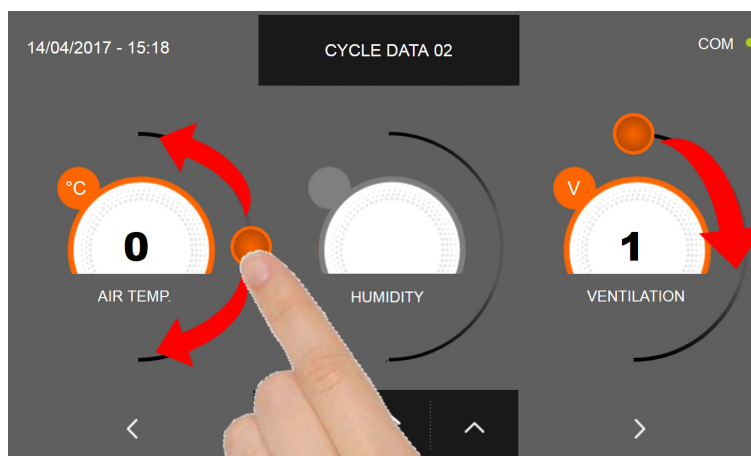 14/04/2017 - 15:18
CYCLE DATA 02
COM
°C
V
0
1
AIR TEMP.
HUMIDITY
VENTILATION